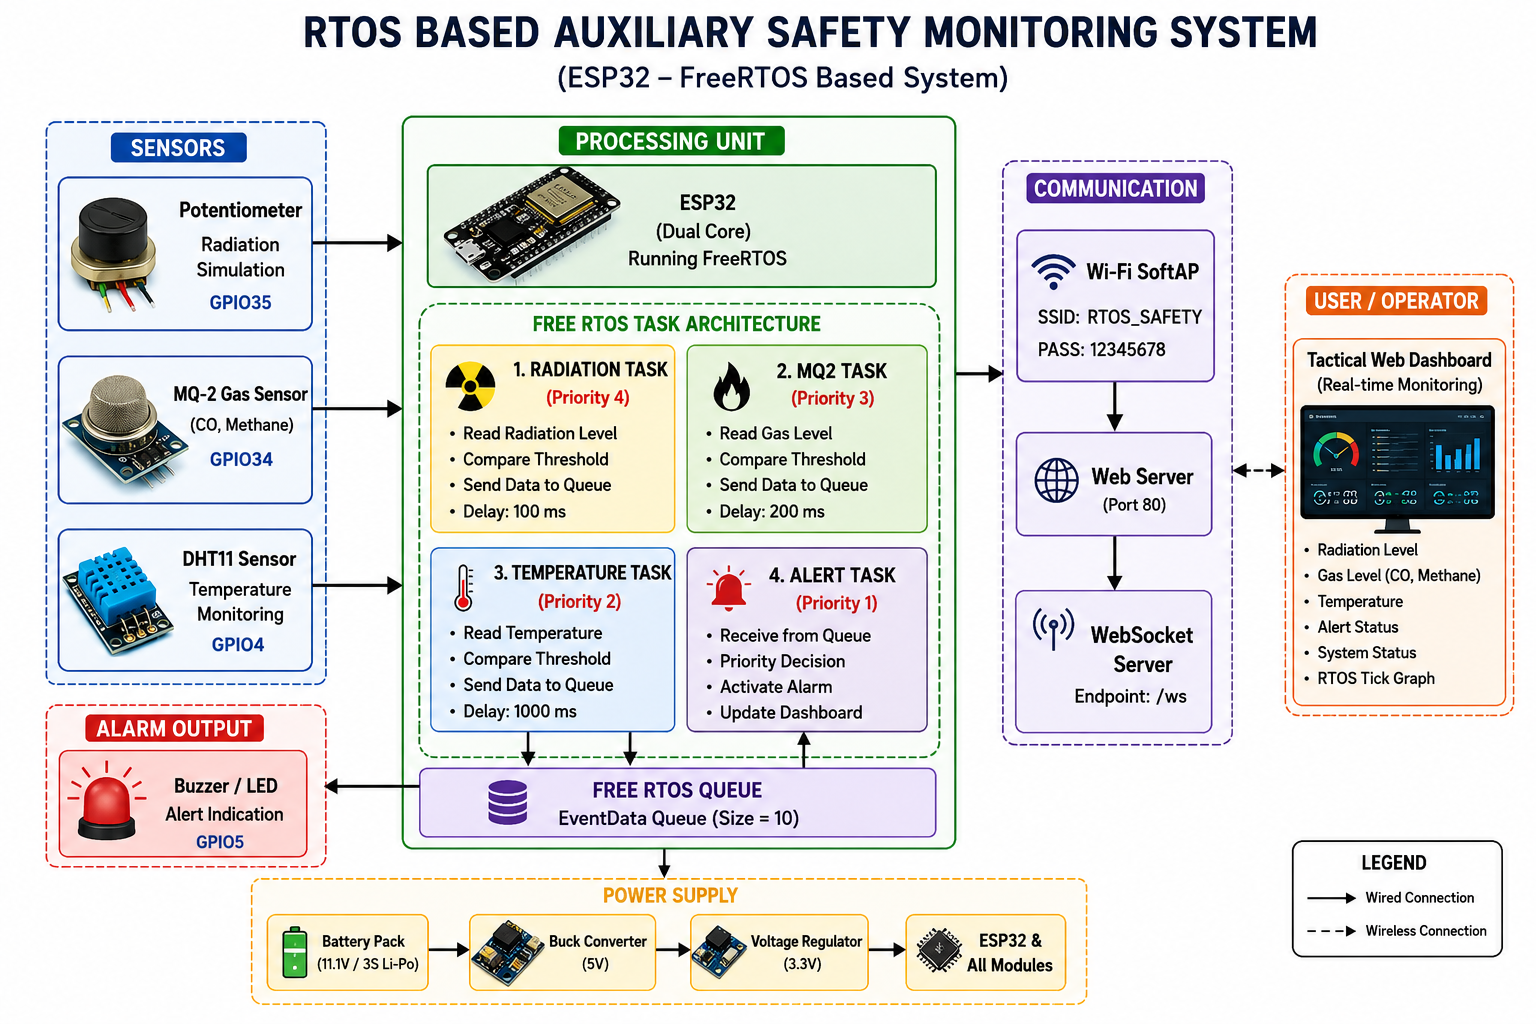 RTOS BASED AUXILIARY SAFETY MONITORING SYSTEM
(ESP32 – FreeRTOS Based System)
SENSORS
Potentiometer
Radiation
Simulation
GPIO35
MQ-2 Gas Sensor
(CO, Methane)
GPIO34
DHT11 Sensor
Temperature
Monitoring
GPIO4
ALARM OUTPUT
Buzzer / LED
Alert Indication
GPIO5
PROCESSING UNIT
ESP32
(Dual Core)
Running FreeRTOS
FREE RTOS TASK ARCHITECTURE
1. RADIATION TASK
(Priority 4)
• Read Radiation Level
• Compare Threshold
• Send Data to Queue
• Delay: 100 ms
2. MQ2 TASK
(Priority 3)
• Read Gas Level
• Compare Threshold
• Send Data to Queue
• Delay: 200 ms
3. TEMPERATURE TASK
(Priority 2)
• Read Temperature
• Compare Threshold
• Send Data to Queue
• Delay: 1000 ms
4. ALERT TASK
(Priority 1)
• Receive from Queue
• Priority Decision
• Activate Alarm
• Update Dashboard
FREE RTOS QUEUE
EventData Queue (Size = 10)
COMMUNICATION
Wi-Fi SoftAP
SSID: RTOS_SAFETY
PASS: 12345678
Web Server
(Port 80)
WebSocket
Server
Endpoint: /ws
USER / OPERATOR
Tactical Web Dashboard
(Real-time Monitoring)
• Radiation Level
• Gas Level (CO, Methane)
• Temperature
• Alert Status
• System Status
• RTOS Tick Graph
POWER SUPPLY
Battery Pack
(11.1V / 3S Li-Po)
Buck Converter
(5V)
Voltage Regulator
(3.3V)
ESP32 &
All Modules
LEGEND
Wired Connection
Wireless Connection